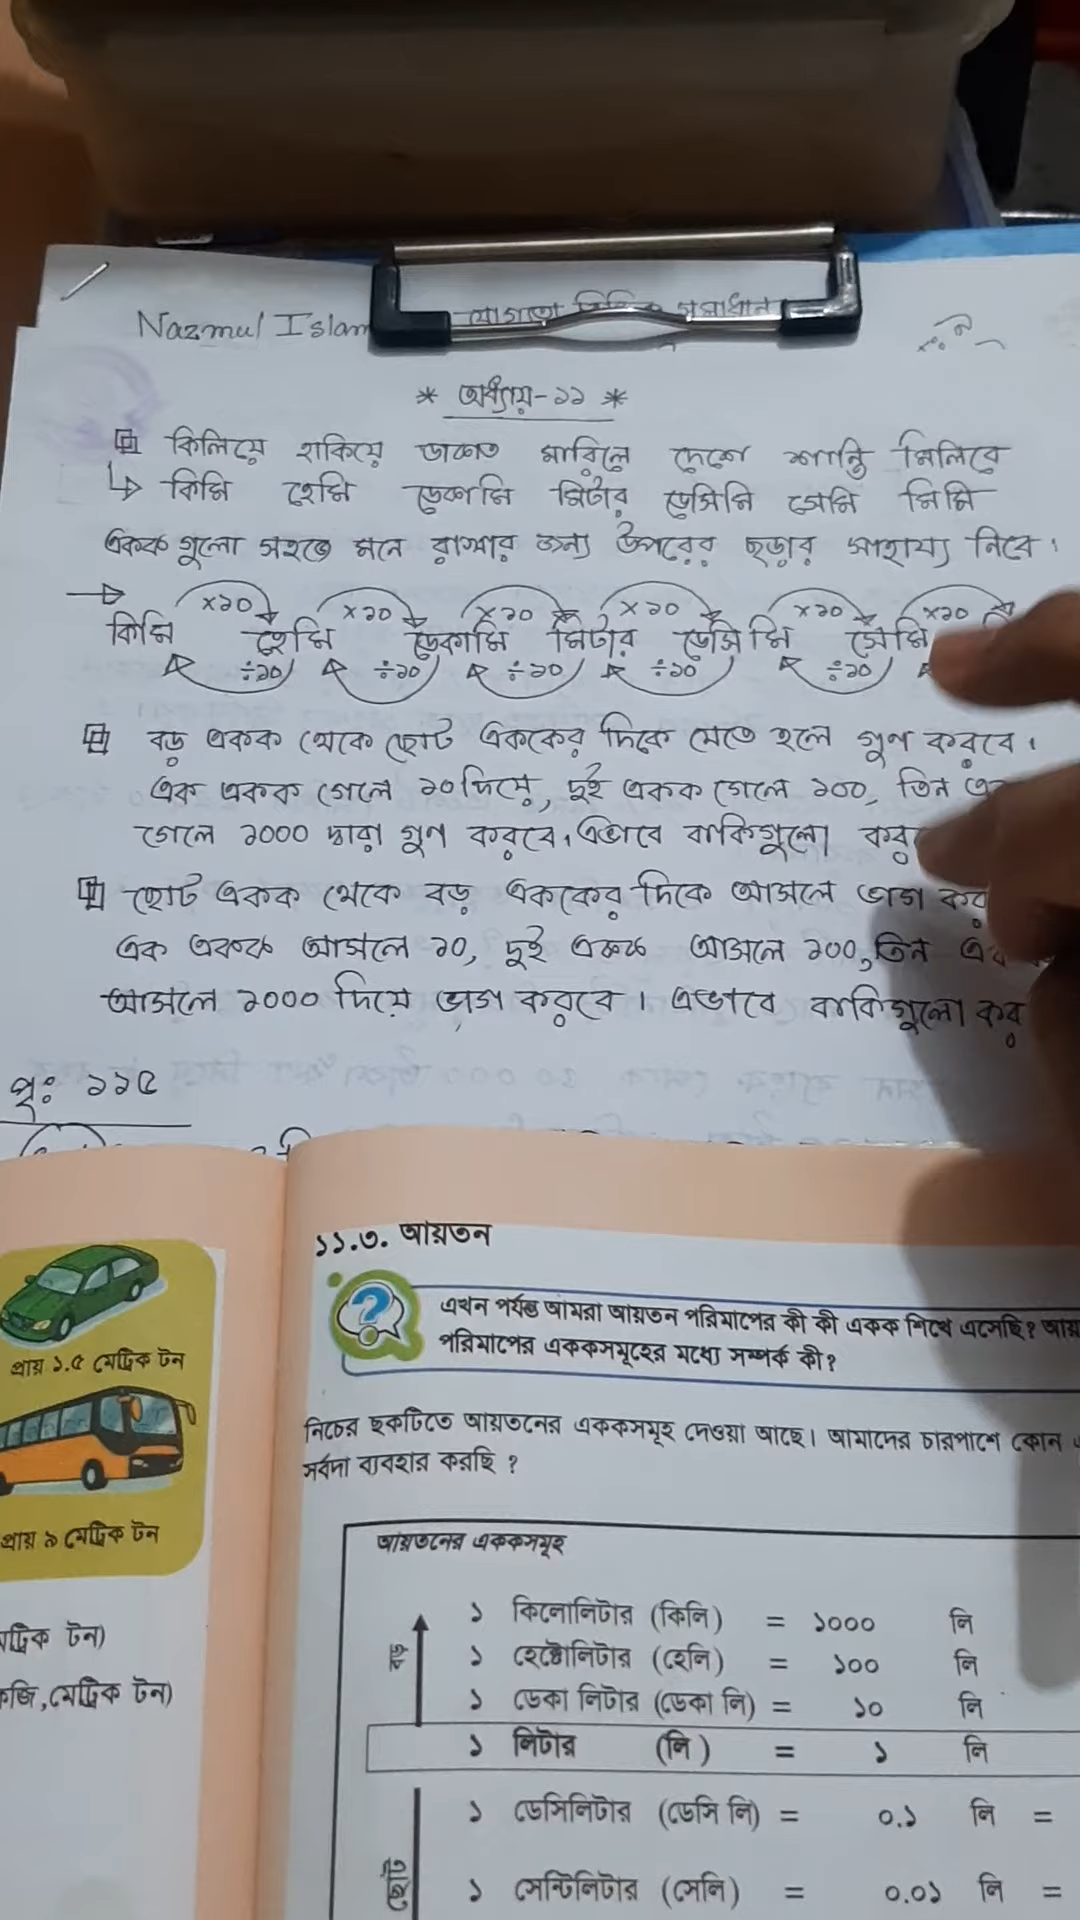 Nazmul Islam
* অধ্যায়-১১ *
কিলিয়ে হাকিয়ে ডাকাত মারিলে দেশে শান্তি মিলিবে
কিমি হেমি ডেকামি মিটার ডেসিমি সেমি মিমি
একক গুলো সহজে মনে রাখার জন্য উপরের ছড়ার সাহায্য নিবে।
×১০ ×১০ ×১০ ×১০ ×১০ ×১০
কিমি হেমি ডেকামি মিটার ডেসিমি সেমি
÷১০ ÷১০ ÷১০ ÷১০ ÷১০
বড় একক থেকে ছোট এককের দিকে যেতে হলে গুণ করবে।
এক একক গেলে ১০ দিয়ে, দুই একক গেলে ১০০, তিন
গেলে ১০০০ দ্বারা গুণ করবে। এভাবে বাকিগুলো
ছোট একক থেকে বড় এককের দিকে আসলে ভাগ
এক একক আসলে ১০, দুই একক আসলে ১০০, তিন
আসলে ১০০০ দিয়ে ভাগ করবে। এভাবে বাকিগুলো
পৃঃ ১১৫
প্রায় ১.৫ মেট্রিক টন
প্রায় ৯ মেট্রিক টন
টন)
মেট্রিক টন)
১১.৩. আয়তন
এখন পর্যন্ত আমরা আয়তন পরিমাপের কী কী একক শিখে এসেছি?
পরিমাপের এককসমূহের মধ্যে সম্পর্ক কী?
নিচের ছকটিতে আয়তনের এককসমূহ দেওয়া আছে। আমাদের চারপাশে কোন
সর্বদা ব্যবহার করছি ?
আয়তনের এককসমূহ
১ কিলোলিটার (কিলি) = ১০০০ লি
১ হেক্টোলিটার (হেলি) = ১০০ লি
১ ডেকা লিটার (ডেকা লি) = ১০ লি
১ লিটার (লি) = ১ লি
১ ডেসিলিটার (ডেসি লি) = ০.১ লি =
১ সেন্টিলিটার (সেলি) = ০.০১ লি =